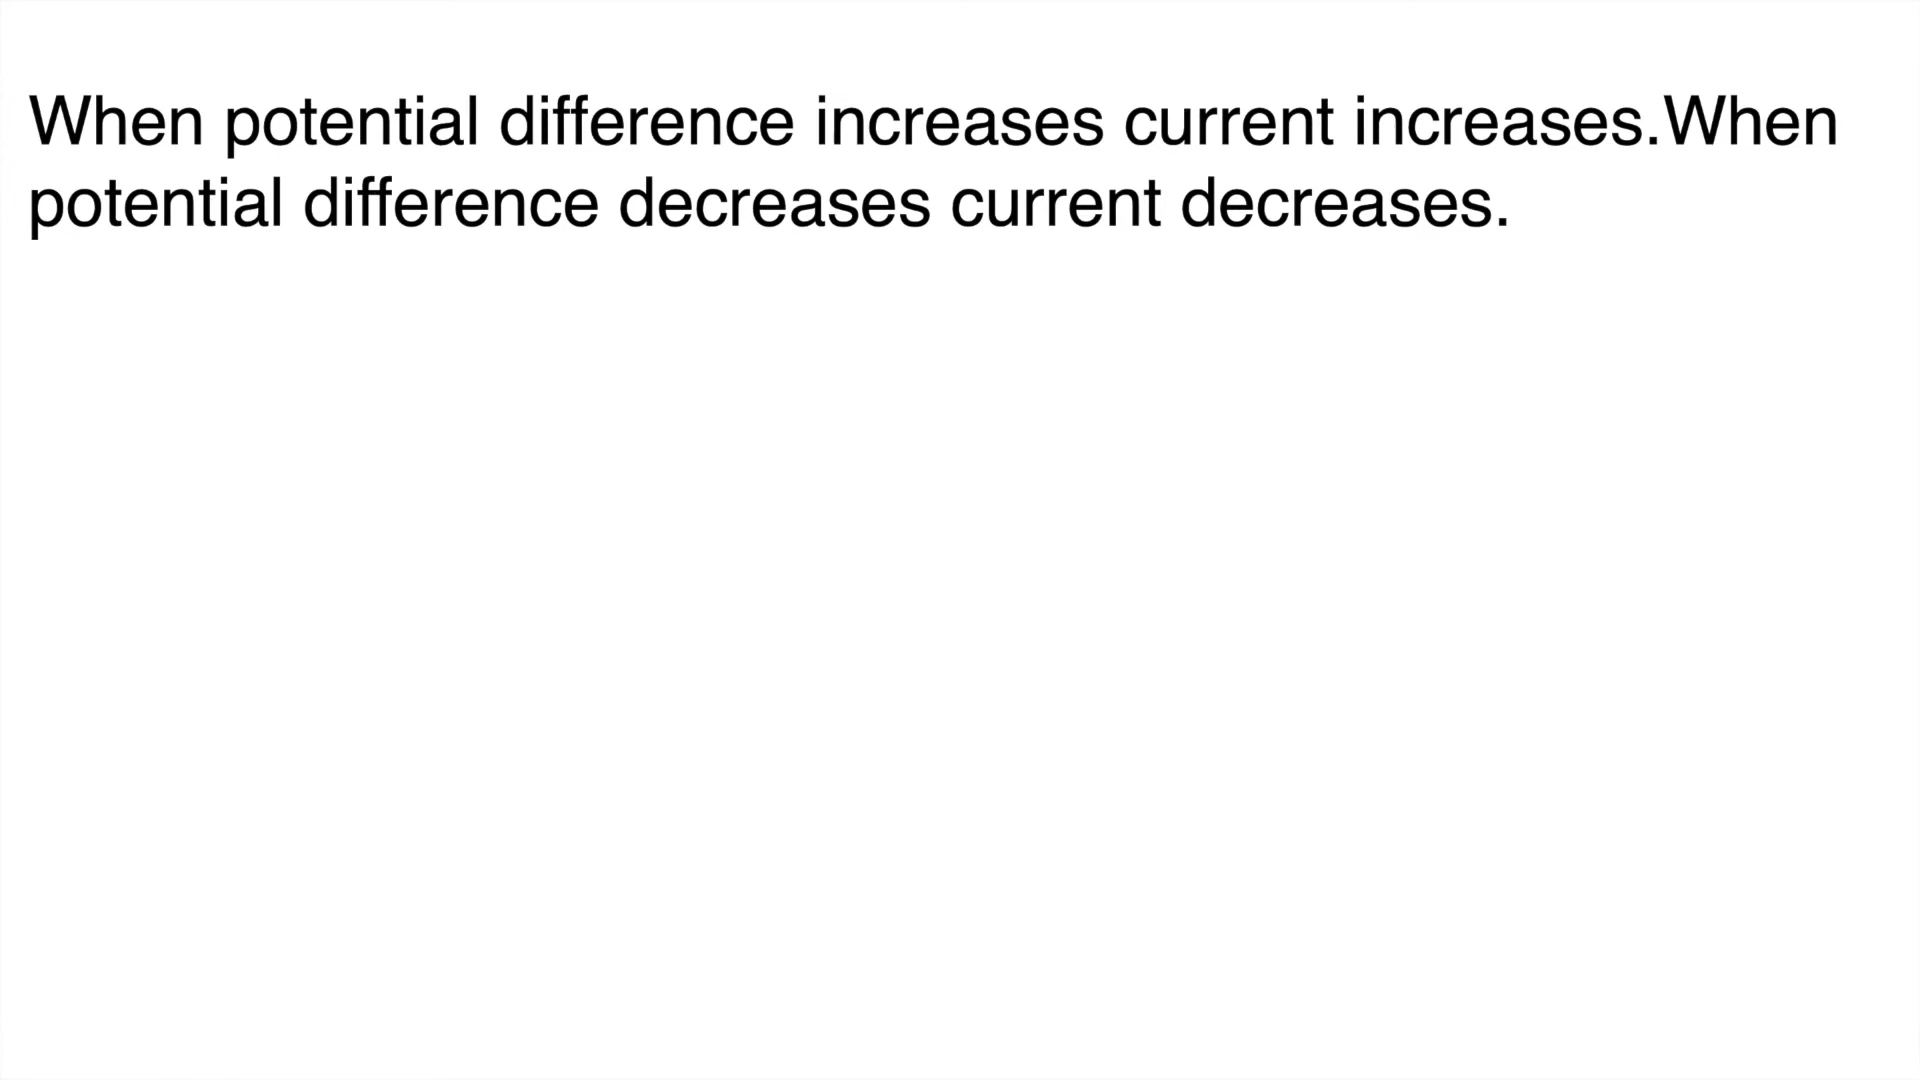 When potential difference increases current increases.When
potential difference decreases current decreases.